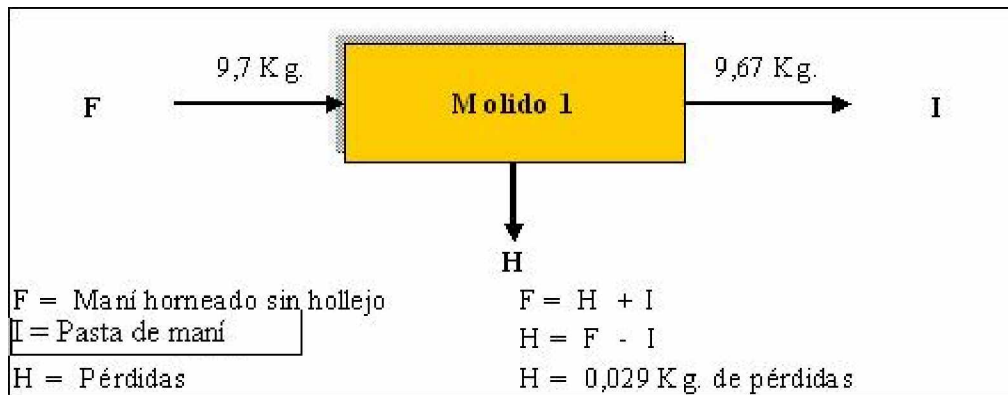 9,7 Kg.
9,67 Kg.
F
Molido 1
I
H
F = Maní horneado sin hollejo
F = H + I
I = Pasta de maní
H = F - I
H = Pérdidas
H = 0,029 Kg. de pérdidas